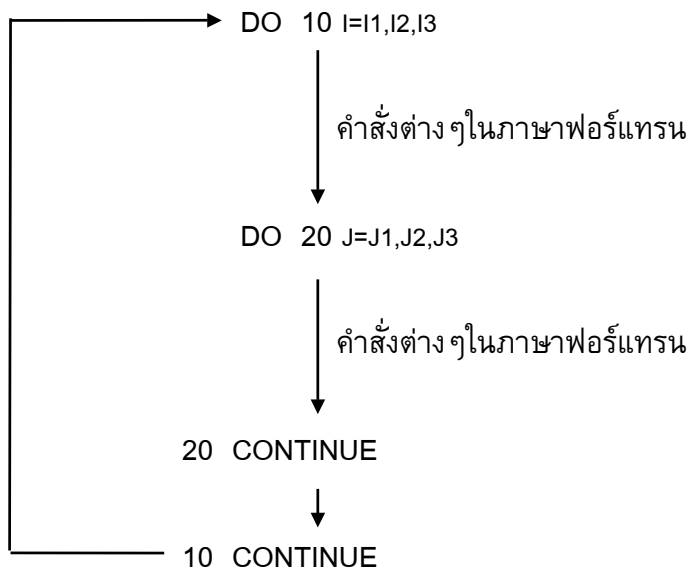 DO 10 I=I1,I2,I3
คำสั่งต่างๆในภาษาฟอร์แทรน
DO 20 J=J1,J2,J3
คำสั่งต่างๆในภาษาฟอร์แทรน
20 CONTINUE
10 CONTINUE